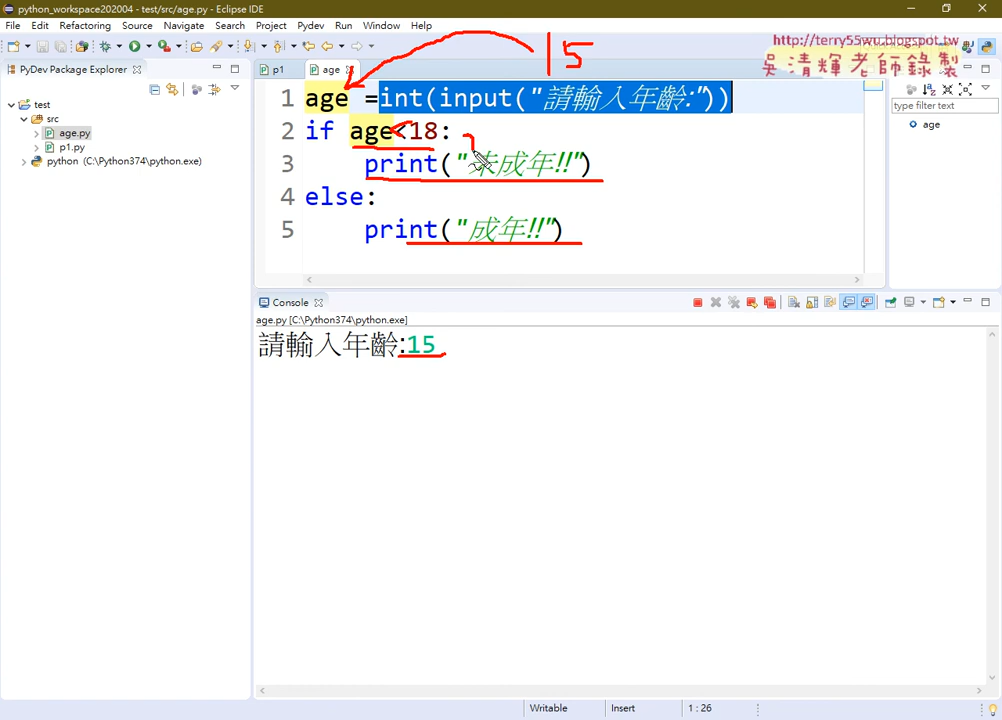 python_workspace202004 - test/src/age.py - Eclipse IDE
File Edit Refactoring Source Navigate Search Project Pydev Run Window Help
http://terry55wu.blogspot.tw
吳清輝老師錄製
PyDev Package Explorer
p1
age
15
test
src
age.py
p1.py
python (C:\Python374\python.exe)
1 age =int(input("請輸入年齡:"))
2 if age<18:
3 print("未成年!!")
4 else:
5 print("成年!!")
type filter text
age
Console
age.py [C:\Python374\python.exe]
請輸入年齡:15
Writable
Insert
1 : 26